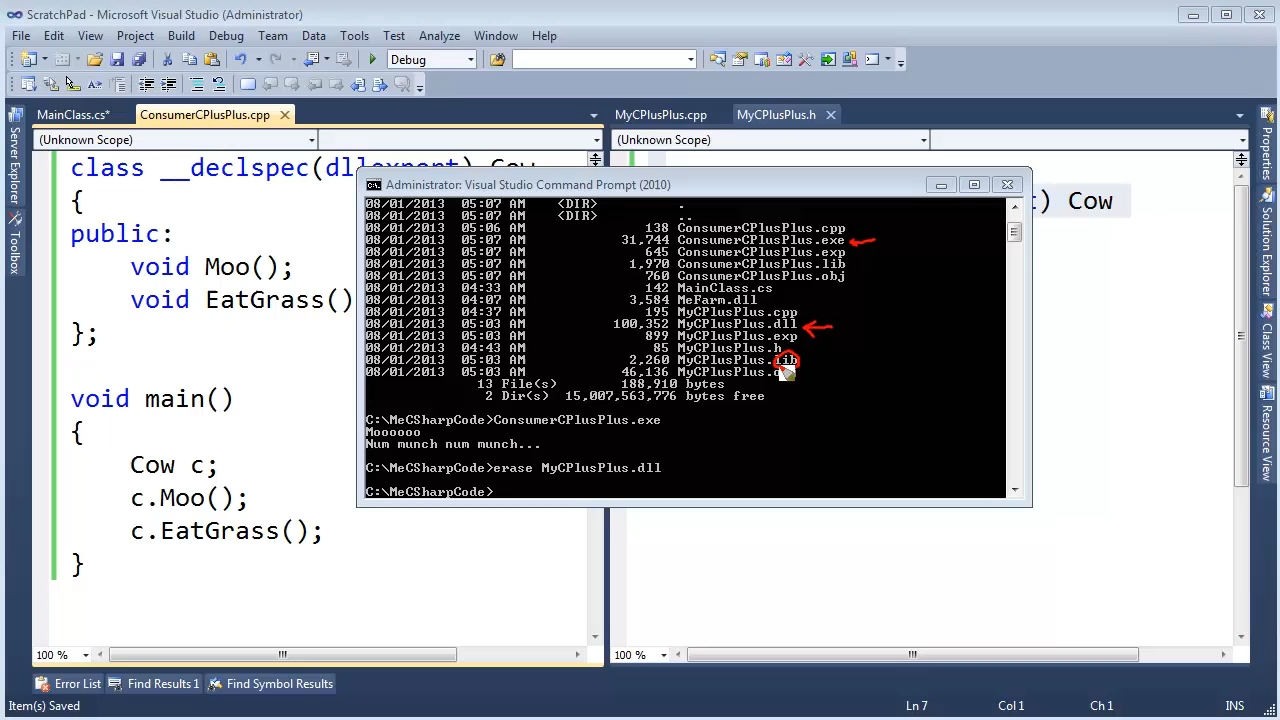 ScratchPad - Microsoft Visual Studio (Administrator)
File Edit View Project Build Debug Team Data Tools Test Analyze Window Help
Debug
MainClass.cs* ConsumerCPlusPlus.cpp MyCPlusPlus.cpp MyCPlusPlus.h
(Unknown Scope) (Unknown Scope)
Server Explorer
Toolbox
class __declspec(dllexport) Cow
{
public:
void Moo();
void EatGrass()
};
void main()
{
Cow c;
c.Moo();
c.EatGrass();
}
) Cow
Administrator: Visual Studio Command Prompt (2010)
08/01/2013 05:07 AM <DIR> .
08/01/2013 05:07 AM <DIR> ..
08/01/2013 05:06 AM 138 ConsumerCPlusPlus.cpp
08/01/2013 05:07 AM 31,744 ConsumerCPlusPlus.exe
08/01/2013 05:07 AM 645 ConsumerCPlusPlus.exp
08/01/2013 05:07 AM 1,970 ConsumerCPlusPlus.lib
08/01/2013 05:07 AM 760 ConsumerCPlusPlus.obj
08/01/2013 04:33 AM 142 MainClass.cs
08/01/2013 04:07 AM 3,584 MeFarm.dll
08/01/2013 04:37 AM 195 MyCPlusPlus.cpp
08/01/2013 05:03 AM 100,352 MyCPlusPlus.dll
08/01/2013 05:03 AM 899 MyCPlusPlus.exp
08/01/2013 04:43 AM 85 MyCPlusPlus.h
08/01/2013 05:03 AM 2,260 MyCPlusPlus.lib
08/01/2013 05:03 AM 46,136 MyCPlusPlus.
13 File(s) 188,910 bytes
2 Dir(s) 15,007,563,776 bytes free
C:\MeCSharpCode>ConsumerCPlusPlus.exe
Moooooo
Num munch num munch...
C:\MeCSharpCode>erase MyCPlusPlus.dll
C:\MeCSharpCode>
Properties
Solution Explorer
Class View
Resource View
100 % 100 %
Error List Find Results 1 Find Symbol Results
Item(s) Saved Ln 7 Col 1 Ch 1 INS